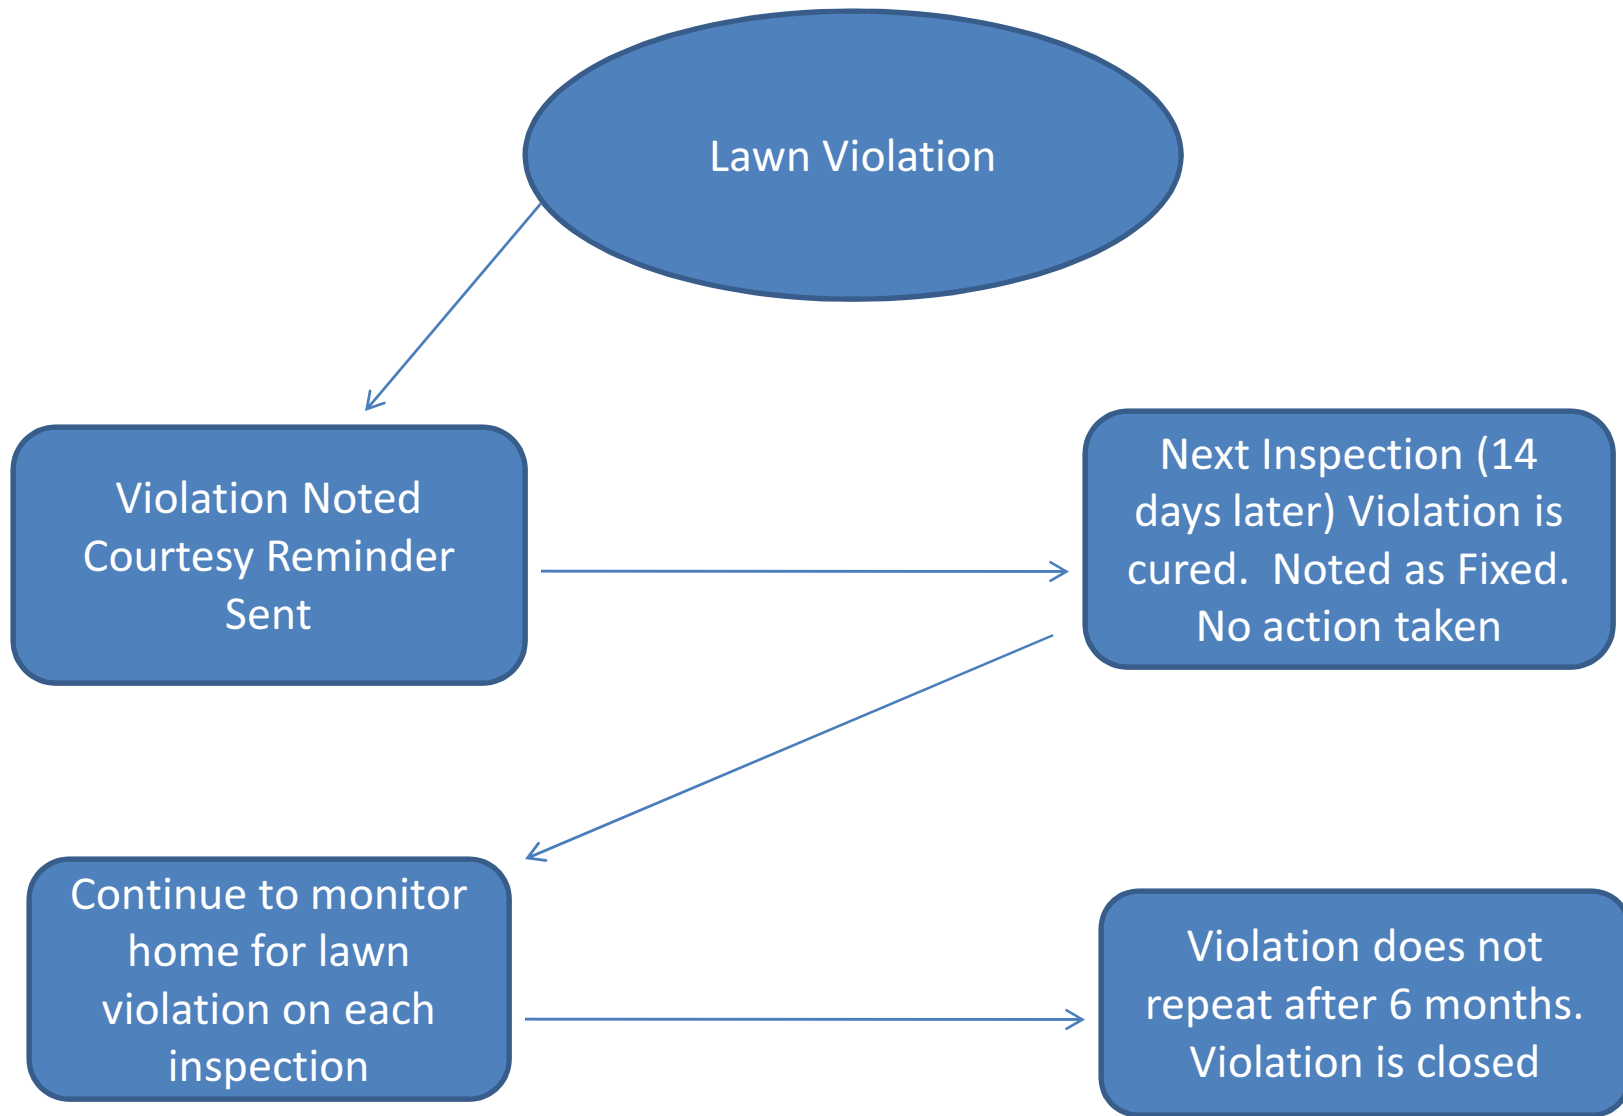 Lawn Violation
Violation Noted
Courtesy Reminder
Sent
Next Inspection (14
days later) Violation is
cured.  Noted as Fixed.
No action taken
Continue to monitor
home for lawn
violation on each
inspection
Violation does not
repeat after 6 months.
Violation is closed